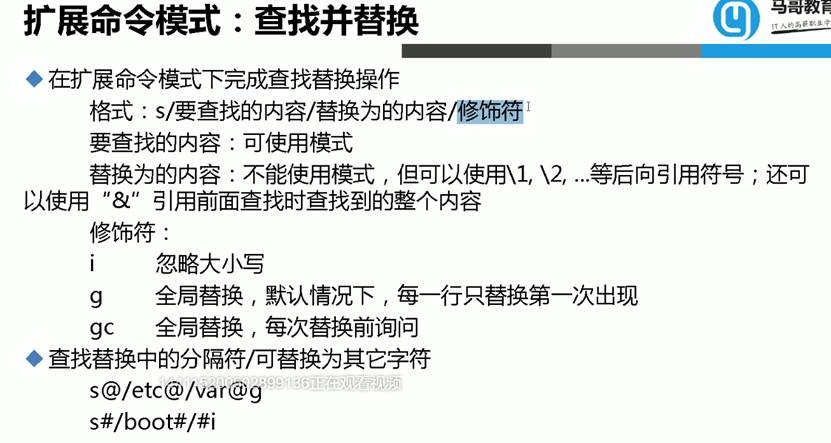 扩展命令模式：查找并替换
马哥教育
IT人的高薪职业学
在扩展命令模式下完成查找替换操作
格式：s/要查找的内容/替换为的内容/修饰符
要查找的内容：可使用模式
替换为的内容：不能使用模式，但可以使用\1, \2, ...等后向引用符号；还可
以使用“&”引用前面查找时查找到的整个内容
修饰符：
i 忽略大小写
g 全局替换，默认情况下，每一行只替换第一次出现
gc 全局替换，每次替换前询问
查找替换中的分隔符/可替换为其它字符
s@/etc@/var@g
正在观看视频
s#/boot#/#i